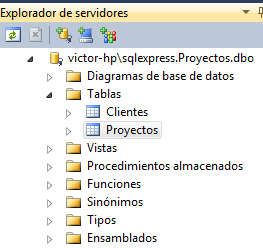 Explorador de servidores
victor-hp\sqlexpress.Proyectos.dbo
Diagramas de base de datos
Tablas
Clientes
Proyectos
Vistas
Procedimientos almacenados
Funciones
Sinónimos
Tipos
Ensamblados